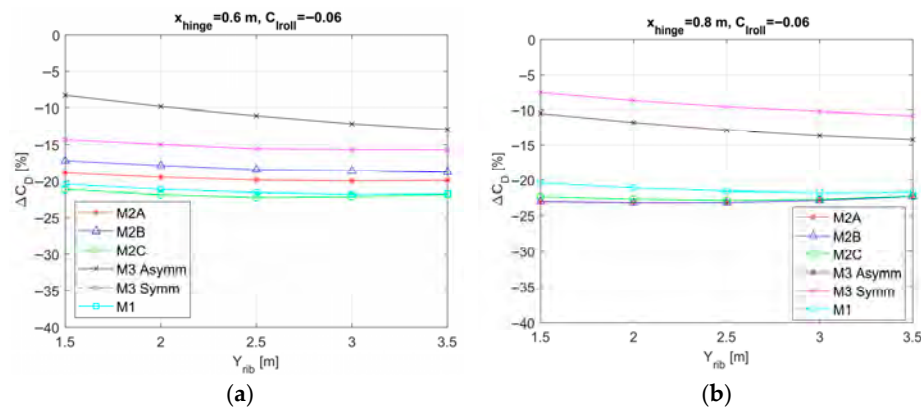 x_hinge=0.6 m, C_lroll=−0.06
0
−5
−10
−15
−20
−25
−30
−35
−40
ΔC_D [%]
M2A
M2B
M2C
M3 Asymm
M3 Symm
M1
1.5 2 2.5 3 3.5
Y_rib [m]
(a)
x_hinge=0.8 m, C_lroll=−0.06
0
−5
−10
−15
−20
−25
−30
−35
−40
ΔC_D [%]
M2A
M2B
M2C
M3 Asymm
M3 Symm
M1
1.5 2 2.5 3 3.5
Y_rib [m]
(b)